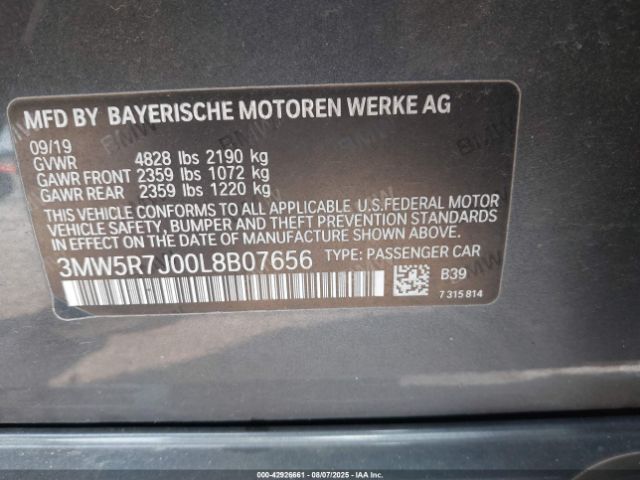 MFD BY BAYERISCHE MOTOREN WERKE AG
09/19
GVWR 4828 lbs 2190 kg
GAWR FRONT 2359 lbs 1072 kg
GAWR REAR 2359 lbs 1220 kg
THIS VEHICLE CONFORMS TO ALL APPLICABLE U.S.FEDERAL MOTOR
VEHICLE SAFETY, BUMPER AND THEFT PREVENTION STANDARDS
IN EFFECT ON THE DATE OF MANUFACTURE SHOWN ABOVE.
3MW5R7J00L8B07656 TYPE: PASSENGER CAR
B39
7 315 814
000-42926661 - 08/07/2025 - IAAI.com